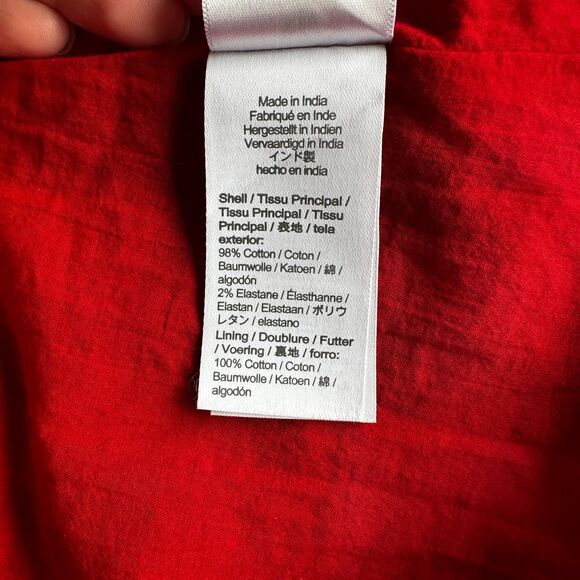 Made in India
Fabriqué en Inde
Hergestellt in Indien
Vervaardigd in India
インド製
hecho en india
Shell / Tissu Principal /
Tissu Principal / Tissu
Principal / 表地 / tela
exterior:
98% Cotton / Coton /
Baumwolle / Katoen / 綿 /
algodón
2% Elastane / Élasthanne /
Elastan / Elastaan / ポリウ
レタン / elastano
Lining / Doublure / Futter
/ Voering / 裏地 / forro:
100% Cotton / Coton /
Baumwolle / Katoen / 綿 /
algodón